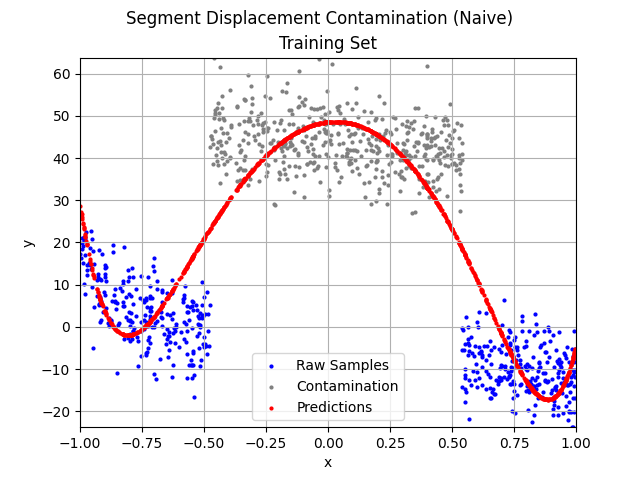 Segment Displacement Contamination (Naive)
Training Set
y
60
50
40
30
20
10
0
−10
−20
Raw Samples
Contamination
Predictions
−1.00 −0.75 −0.50 −0.25 0.00 0.25 0.50 0.75 1.00
x